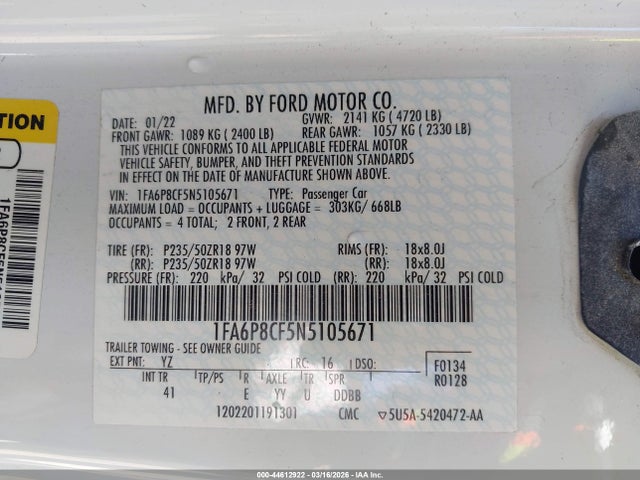 TION
1FA6P8CF5N510
MFD. BY FORD MOTOR CO.
DATE: 01/22 GVWR: 2141 KG ( 4720 LB)
FRONT GAWR: 1089 KG ( 2400 LB) REAR GAWR: 1057 KG ( 2330 LB)
THIS VEHICLE CONFORMS TO ALL APPLICABLE FEDERAL MOTOR
VEHICLE SAFETY, BUMPER, AND THEFT PREVENTION STANDARDS
IN EFFECT ON THE DATE OF MANUFACTURE SHOWN ABOVE.
VIN: 1FA6P8CF5N5105671 TYPE: Passenger Car
MAXIMUM LOAD = OCCUPANTS + LUGGAGE = 303KG/ 668LB
OCCUPANTS = 4 TOTAL; 2 FRONT, 2 REAR
TIRE (FR): P235/50ZR18 97W RIMS (FR): 18x8.0J
(RR): P235/50ZR18 97W (RR): 18x8.0J
PRESSURE (FR): 220 kPa/ 32 PSI COLD (RR): 220 kPa/ 32 PSI COLD
1FA6P8CF5N5105671
TRAILER TOWING - SEE OWNER GUIDE
EXT PNT: YZ RC: 16 DSO: F0134
R0128
INT TR TP/PS R AXLE TR SPR
41 E YY U DDBB
1202201191301 CMC ▽5U5A-5420472-AA
000-44612922 - 03/16/2026 - Copyright IAA, LLC.